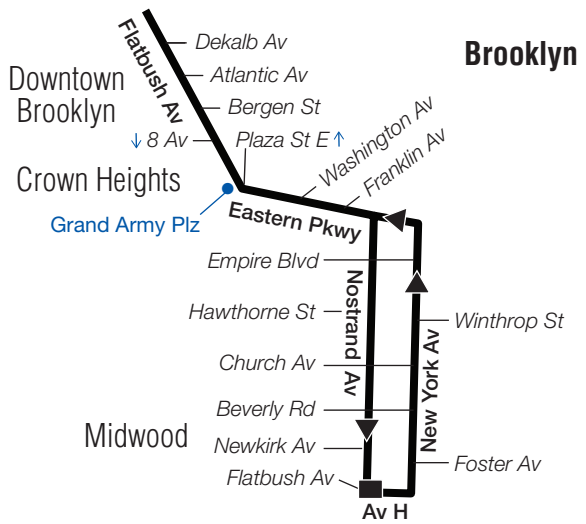 Brooklyn
Dekalb Av
Flatbush Av
Atlantic Av
Downtown
Brooklyn
Bergen St
↓ 8 Av
Plaza St E ↑
Washington Av
Franklin Av
Crown Heights
Grand Army Plz
Eastern Pkwy
Empire Blvd
Nostrand Av
Hawthorne St
Winthrop St
New York Av
Church Av
Beverly Rd
Midwood
Newkirk Av
Foster Av
Flatbush Av
Av H